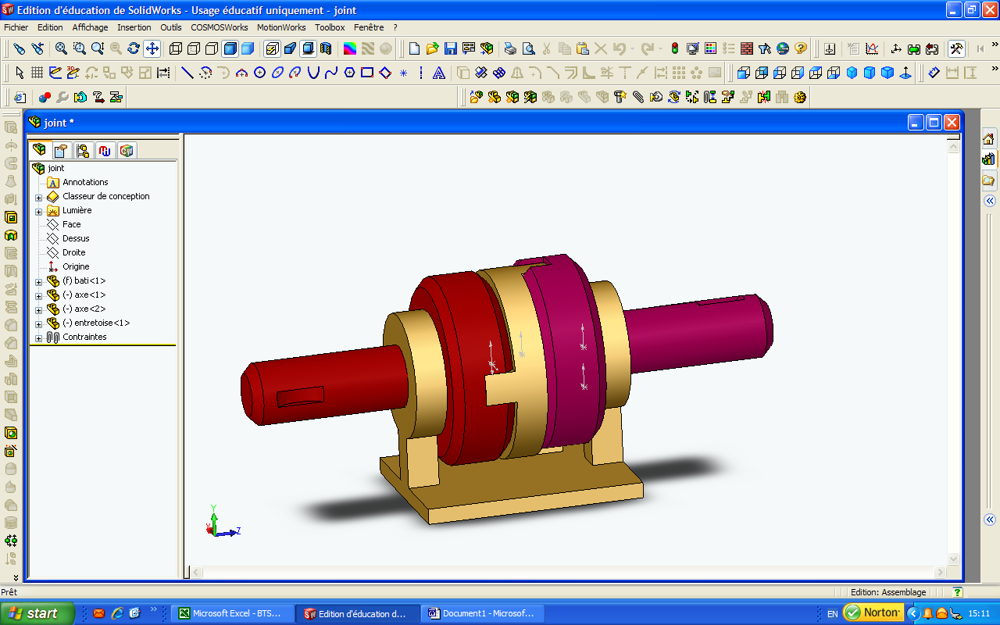 Edition d'éducation de SolidWorks - Usage éducatif uniquement - joint
Fichier Edition Affichage Insertion Outils COSMOSWorks MotionWorks Toolbox Fenêtre ?
joint *
joint
Annotations
Classeur de conception
Lumière
Face
Dessus
Droite
Origine
(f) bati<1>
(-) axe<1>
(-) axe<2>
(-) entretoise<1>
Contraintes
Y
X
Z
Prêt
Edition: Assemblage
start
Microsoft Excel - BTS...
Edition d'éducation d...
Document1 - Microsof...
EN
Norton
15:11